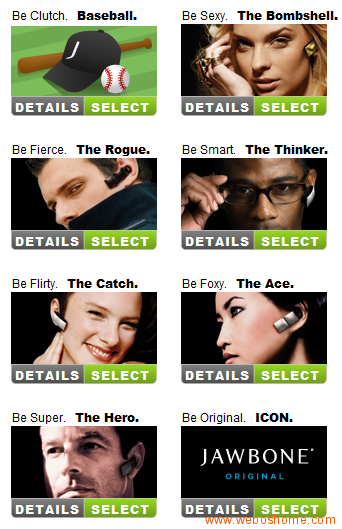 Be Clutch. Baseball.
Be Sexy. The Bombshell.
J
DETAILS SELECT
DETAILS SELECT
Be Fierce. The Rogue.
Be Smart. The Thinker.
DETAILS SELECT
DETAILS SELECT
Be Flirty. The Catch.
Be Foxy. The Ace.
DETAILS SELECT
DETAILS SELECT
Be Super. The Hero.
Be Original. ICON.
JAWBONE®
ORIGINAL
DETAILS SELECT
DETAILS SELECT
www.weboshome.com